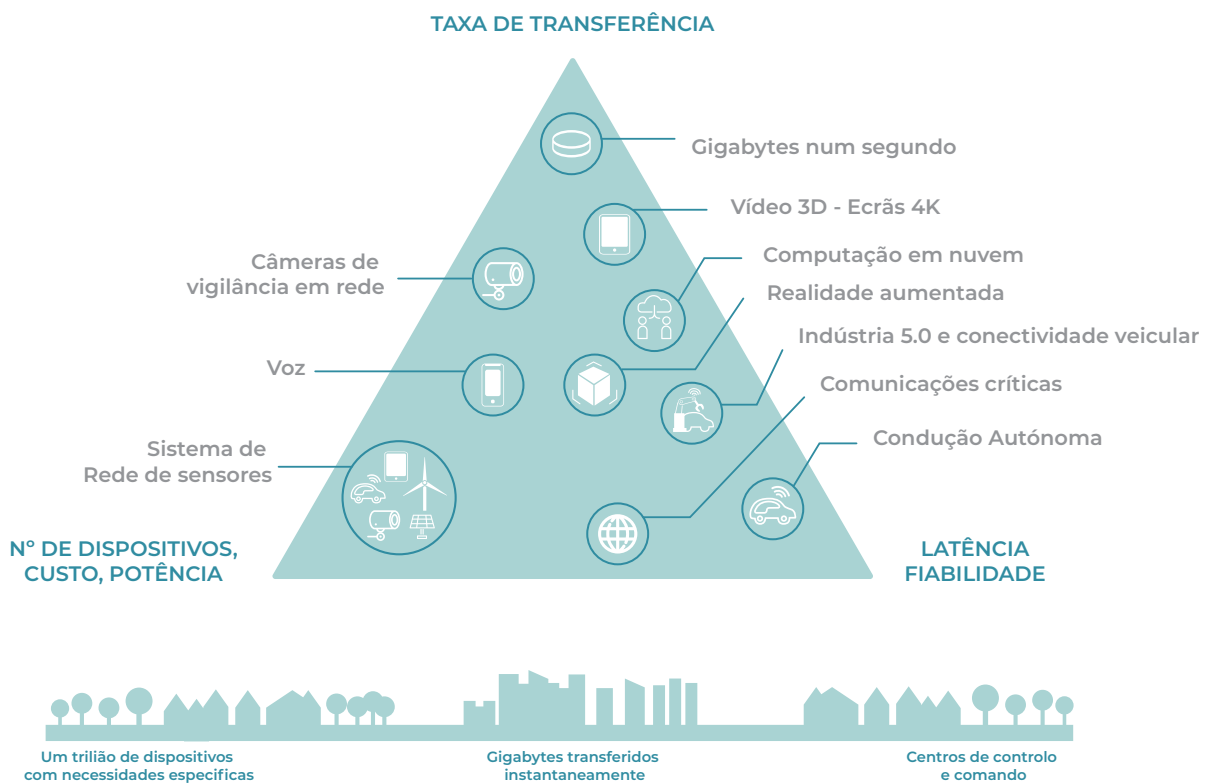 TAXA DE TRANSFERÊNCIA
Gigabytes num segundo
Vídeo 3D - Ecrãs 4K
Câmeras de
vigilância em rede
Computação em nuvem
Realidade aumentada
Indústria 5.0 e conectividade veicular
Voz
Comunicações críticas
Condução Autónoma
Sistema de
Rede de sensores
Nº DE DISPOSITIVOS,
CUSTO, POTÊNCIA
LATÊNCIA
FIABILIDADE
Um trilião de dispositivos
com necessidades especificas
Gigabytes transferidos
instantaneamente
Centros de controlo
e comando